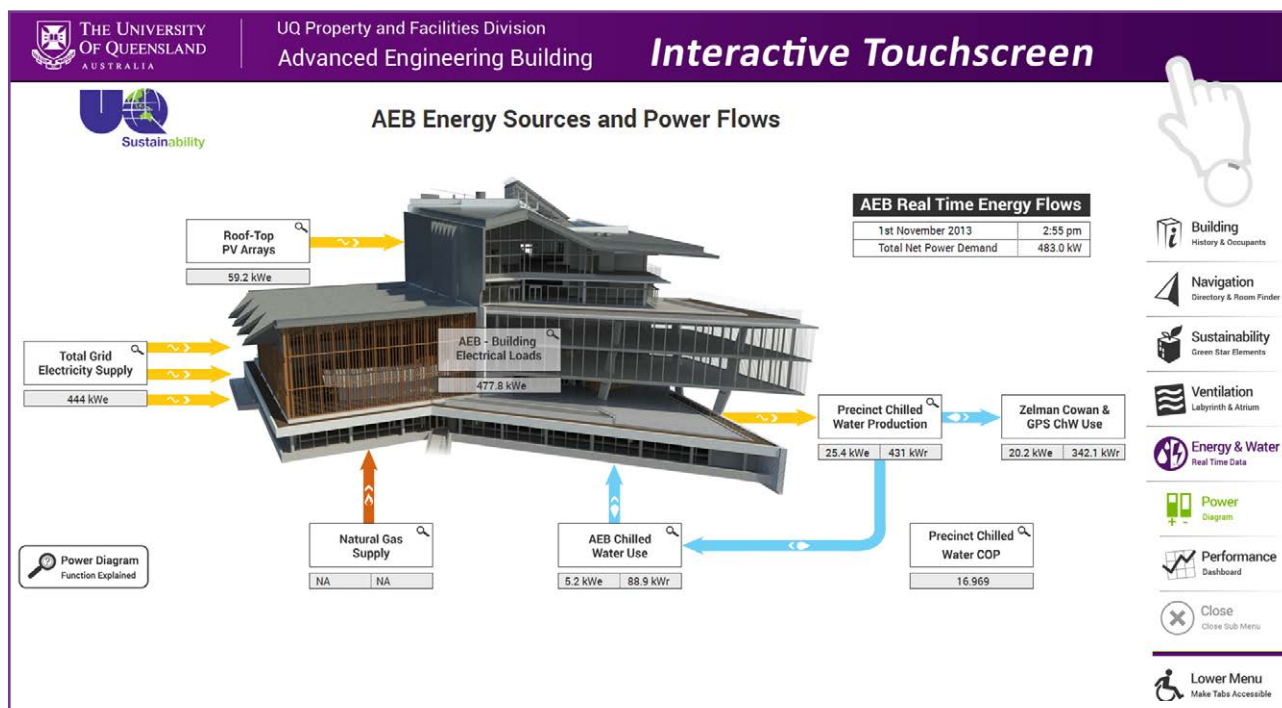 THE UNIVERSITY
OF QUEENSLAND
AUSTRALIA
UQ Property and Facilities Division
Advanced Engineering Building
Interactive Touchscreen
UQ
Sustainability
AEB Energy Sources and Power Flows
AEB Real Time Energy Flows
1st November 2013 2:55 pm
Total Net Power Demand 483.0 kW
Roof-Top
PV Arrays
59.2 kWe
Total Grid
Electricity Supply
444 kWe
AEB - Building
Electrical Loads
477.8 kWe
Precinct Chilled
Water Production
25.4 kWe 431 kWr
Zelman Cowan &
GPS ChW Use
20.2 kWe 342.1 kWr
Natural Gas
Supply
NA NA
AEB Chilled
Water Use
5.2 kWe 88.9 kWr
Precinct Chilled
Water COP
16.969
Power Diagram
Function Explained
Building
History & Occupants
Navigation
Directory & Room Finder
Sustainability
Green Star Elements
Ventilation
Labyrinth & Atrium
Energy & Water
Real Time Data
Power
Diagram
Performance
Dashboard
Close
Close Sub Menu
Lower Menu
Make Tabs Accessible